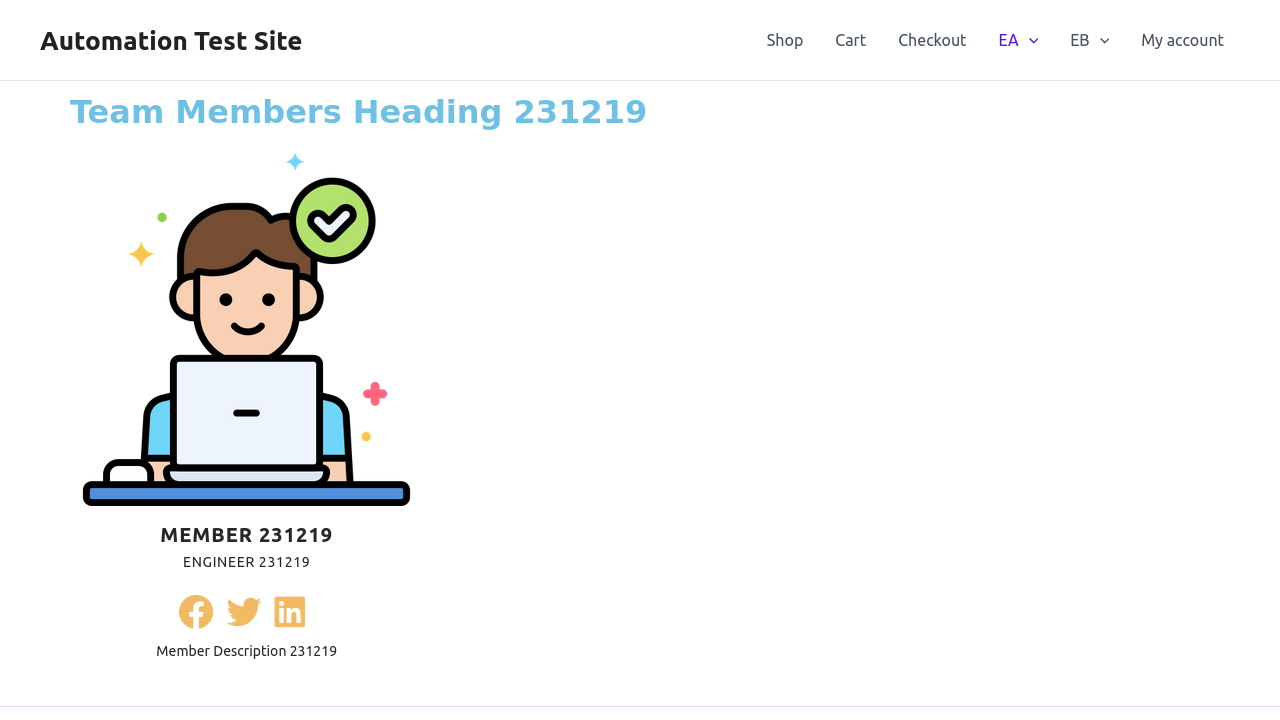 Automation Test Site
Shop Cart Checkout EA EB My account
Team Members Heading 231219
MEMBER 231219
ENGINEER 231219
Member Description 231219